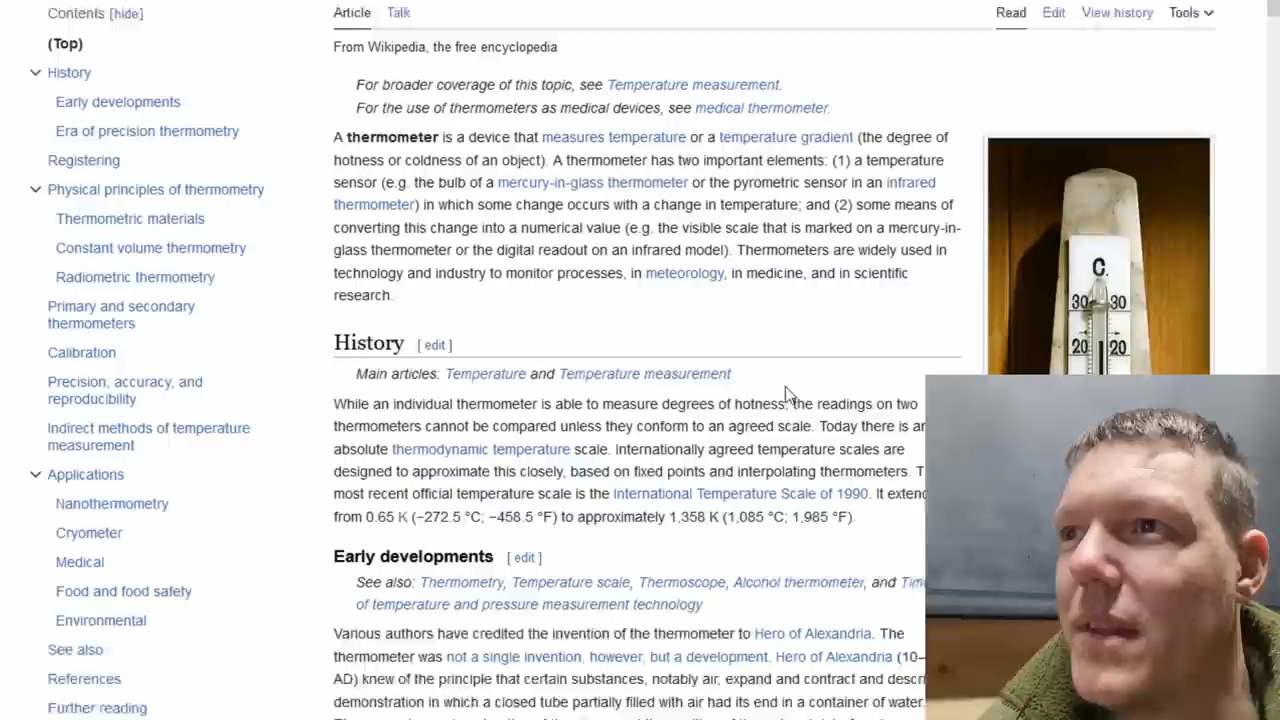 Contents [hide]
(Top)
History
Early developments
Era of precision thermometry
Registering
Physical principles of thermometry
Thermometric materials
Constant volume thermometry
Radiometric thermometry
Primary and secondary
thermometers
Calibration
Precision, accuracy, and
reproducibility
Indirect methods of temperature
measurement
Applications
Nanothermometry
Cryometer
Medical
Food and food safety
Environmental
See also
References
Further reading
Article Talk
Read Edit View history Tools
From Wikipedia, the free encyclopedia
For broader coverage of this topic, see Temperature measurement.
For the use of thermometers as medical devices, see medical thermometer.
A thermometer is a device that measures temperature or a temperature gradient (the degree of
hotness or coldness of an object). A thermometer has two important elements: (1) a temperature
sensor (e.g. the bulb of a mercury-in-glass thermometer or the pyrometric sensor in an infrared
thermometer) in which some change occurs with a change in temperature; and (2) some means of
converting this change into a numerical value (e.g. the visible scale that is marked on a mercury-in-
glass thermometer or the digital readout on an infrared model). Thermometers are widely used in
technology and industry to monitor processes, in meteorology, in medicine, and in scientific
research.
History [ edit ]
Main articles: Temperature and Temperature measurement
While an individual thermometer is able to measure degrees of hotness, the readings on two
thermometers cannot be compared unless they conform to an agreed scale. Today there is an
absolute thermodynamic temperature scale. Internationally agreed temperature scales are
designed to approximate this closely, based on fixed points and interpolating thermometers. T
most recent official temperature scale is the International Temperature Scale of 1990. It extend
from 0.65 K (−272.5 °C; −458.5 °F) to approximately 1,358 K (1,085 °C; 1,985 °F).
Early developments [ edit ]
See also: Thermometry, Temperature scale, Thermoscope, Alcohol thermometer, and Tim
of temperature and pressure measurement technology
Various authors have credited the invention of the thermometer to Hero of Alexandria. The
thermometer was not a single invention, however, but a development. Hero of Alexandria (10–
AD) knew of the principle that certain substances, notably air, expand and contract and descri
demonstration in which a closed tube partially filled with air had its end in a container of water.
C.
30 30
20 20